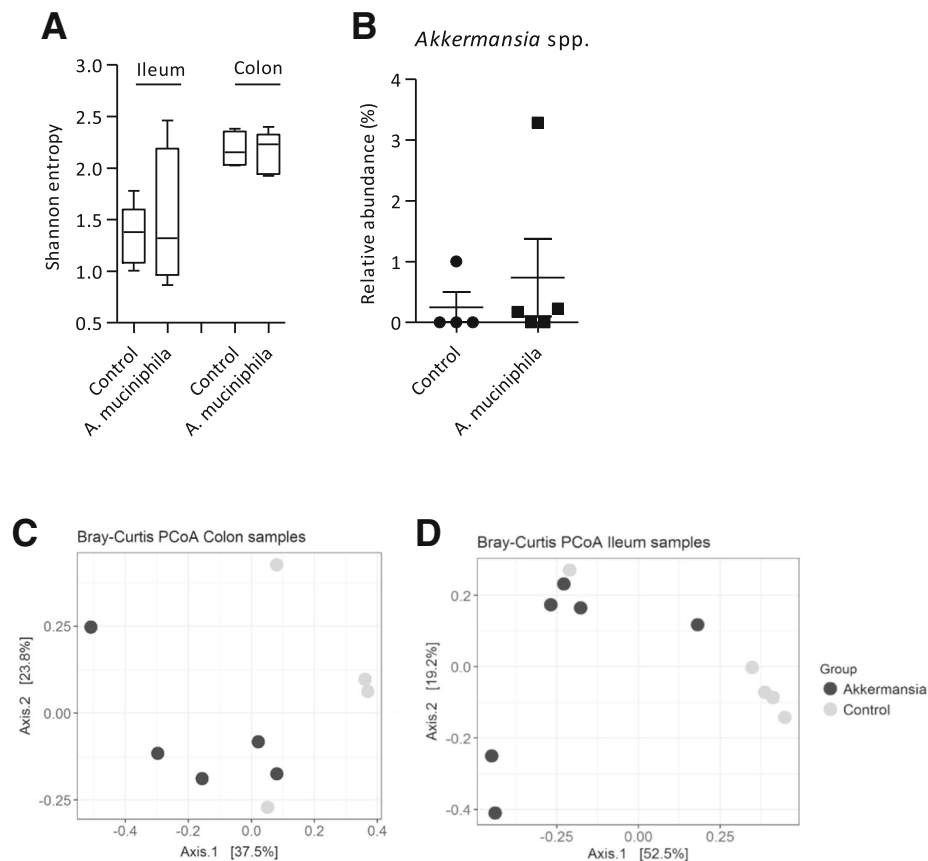 A
Ileum
Colon
3.0
2.5
2.0
1.5
1.0
0.5
Shannon entropy
Control
A. muciniphila
Control
A. muciniphila
B
Akkermansia spp.
4
3
2
1
0
Relative abundance (%)
Control
A. muciniphila
C
Bray-Curtis PCoA Colon samples
0.25
0.00
-0.25
Axis.2 [23.8%]
-0.4
-0.2
0.0
0.2
0.4
Axis.1 [37.5%]
D
Bray-Curtis PCoA Ileum samples
0.2
0.0
-0.2
-0.4
Axis.2 [19.2%]
-0.25
0.00
0.25
Axis.1 [52.5%]
Group
Akkermansia
Control